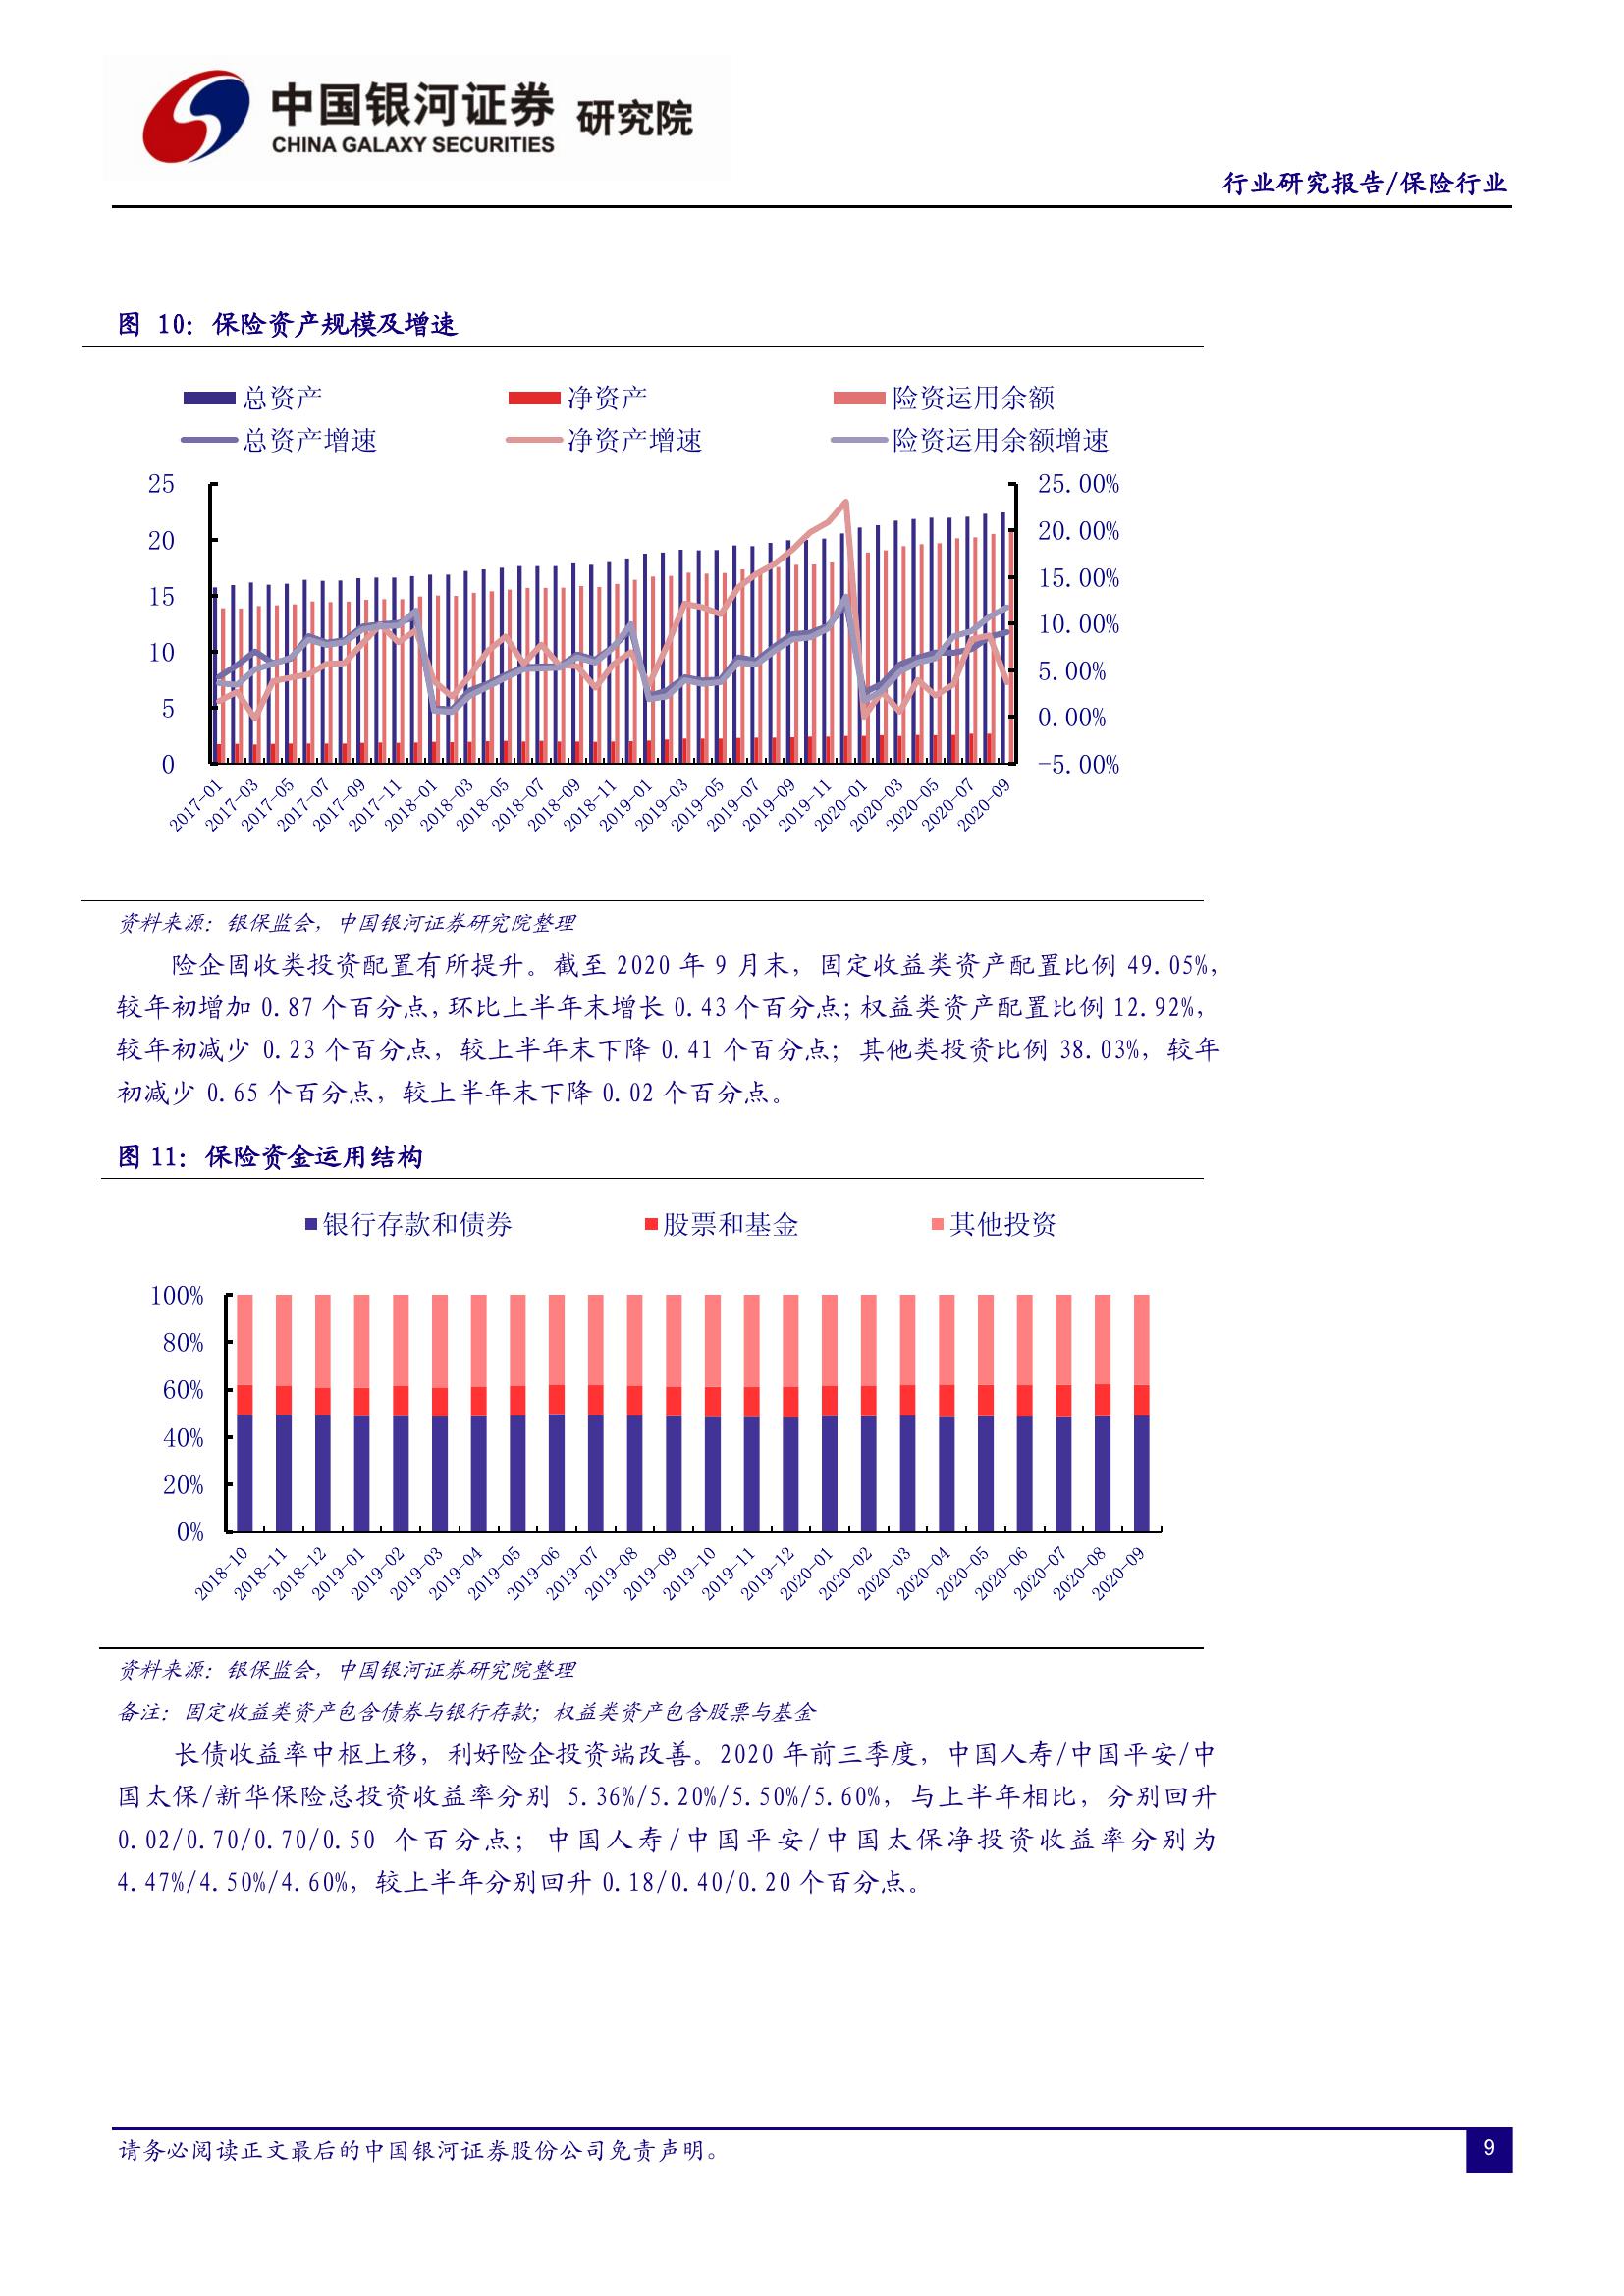 中国银河证券 研究院
CHINA GALAXY SECURITIES
行业研究报告/保险行业
图 10：保险资产规模及增速
总资产 净资产 险资运用余额
总资产增速 净资产增速 险资运用余额增速
25 25.00%
20 20.00%
15 15.00%
10 10.00%
5 5.00%
0 0.00%
-5.00%
2017-01 2017-03 2017-05 2017-07 2017-09 2017-11 2018-01 2018-03 2018-05 2018-07 2018-09 2018-11 2019-01 2019-03 2019-05 2019-07 2019-09 2019-11 2020-01 2020-03 2020-05 2020-07 2020-09
资料来源：银保监会，中国银河证券研究院整理
险企固收类投资配置有所提升。截至 2020 年 9 月末，固定收益类资产配置比例 49.05%，
较年初增加 0.87 个百分点，环比上半年末增长 0.43 个百分点；权益类资产配置比例 12.92%，
较年初减少 0.23 个百分点，较上半年末下降 0.41 个百分点；其他类投资比例 38.03%，较年
初减少 0.65 个百分点，较上半年末下降 0.02 个百分点。
图 11：保险资金运用结构
银行存款和债券 股票和基金 其他投资
100%
80%
60%
40%
20%
0%
2018-10 2018-11 2018-12 2019-01 2019-02 2019-03 2019-04 2019-05 2019-06 2019-07 2019-08 2019-09 2019-10 2019-11 2019-12 2020-01 2020-02 2020-03 2020-04 2020-05 2020-06 2020-07 2020-08 2020-09
资料来源：银保监会，中国银河证券研究院整理
备注：固定收益类资产包含债券与银行存款；权益类资产包含股票与基金
长债收益率中枢上移，利好险企投资端改善。2020 年前三季度，中国人寿/中国平安/中
国太保/新华保险总投资收益率分别 5.36%/5.20%/5.50%/5.60%，与上半年相比，分别回升
0.02/0.70/0.70/0.50 个百分点；中国人寿/中国平安/中国太保净投资收益率分别为
4.47%/4.50%/4.60%，较上半年分别回升 0.18/0.40/0.20 个百分点。
请务必阅读正文最后的中国银河证券股份公司免责声明。
9